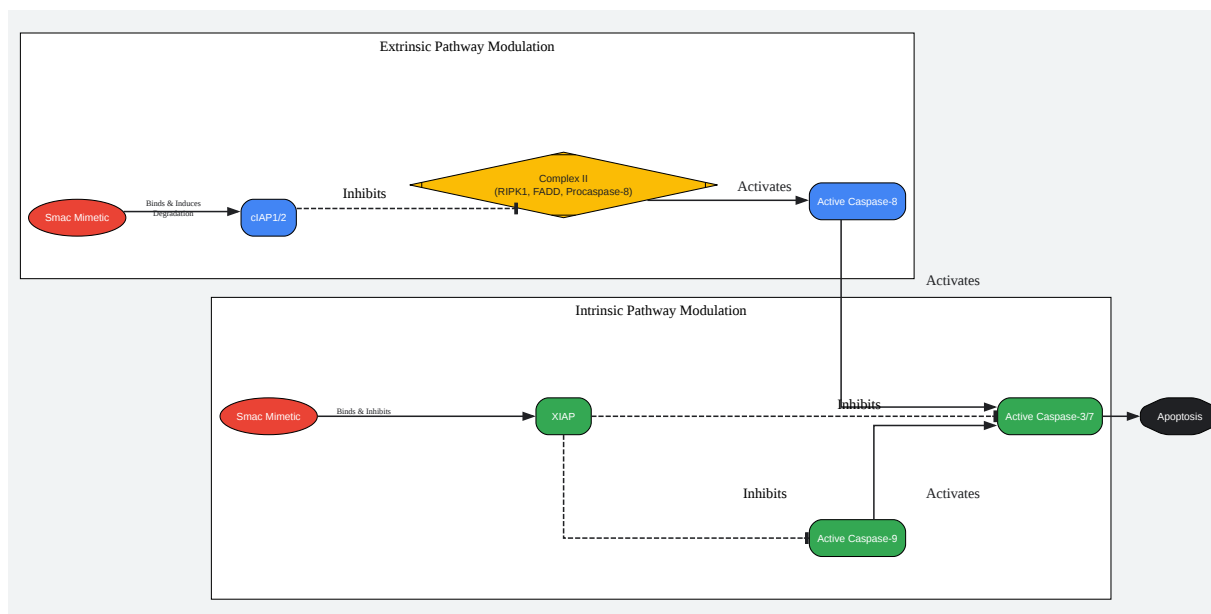 Extrinsic Pathway Modulation
Smac Mimetic
Binds & Induces
Degradation
cIAP1/2
Inhibits
Complex II
(RIPK1, FADD, Procaspase-8)
Activates
Active Caspase-8
Activates
Intrinsic Pathway Modulation
Smac Mimetic
Binds & Inhibits
XIAP
Inhibits
Active Caspase-3/7
Apoptosis
Inhibits
Activates
Active Caspase-9